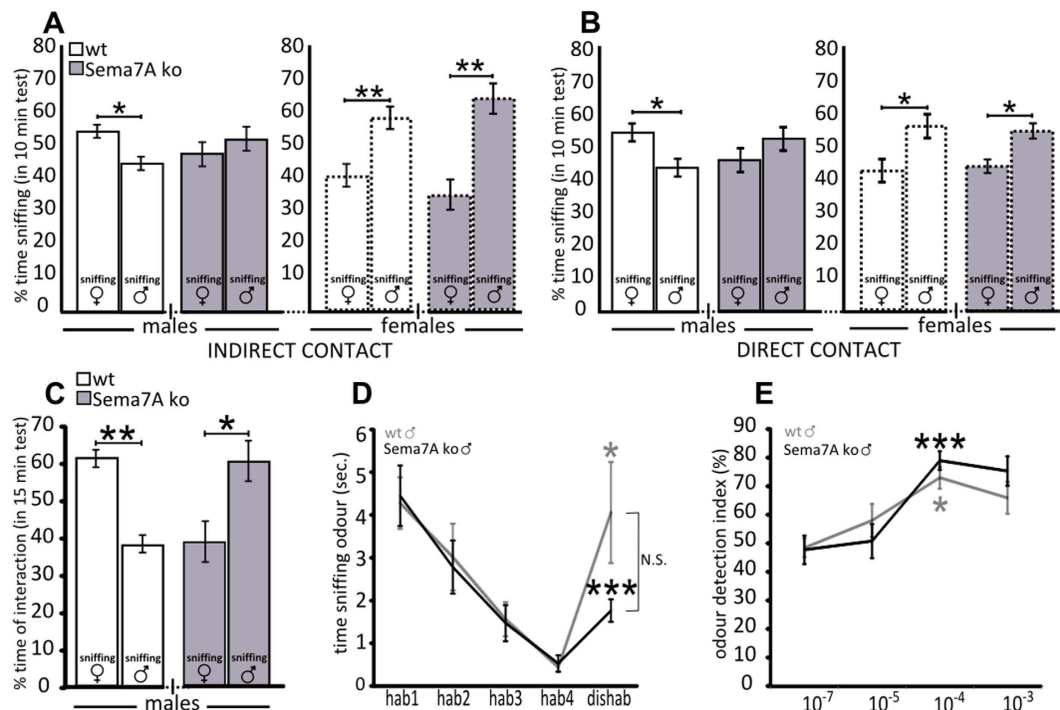 A
B
wt
Sema7A ko
% time sniffing (in 10 min test)
80
70
60
50
40
30
20
10
0
*
sniffing
♀
sniffing
♂
sniffing
♀
sniffing
♂
males
80
70
60
50
40
30
20
10
**
**
sniffing
♀
sniffing
♂
sniffing
♀
sniffing
♂
females
INDIRECT CONTACT
% time sniffing (in 10 min test)
80
70
60
50
40
30
20
10
0
*
sniffing
♀
sniffing
♂
sniffing
♀
sniffing
♂
males
80
70
60
50
40
30
20
10
*
*
sniffing
♀
sniffing
♂
sniffing
♀
sniffing
♂
females
DIRECT CONTACT
C
wt
Sema7A ko
% time of interaction (in 15 min test)
70
60
50
40
30
20
10
0
**
*
sniffing
♀
sniffing
♂
sniffing
♀
sniffing
♂
males
D
time sniffing odour (sec.)
6
5
4
3
2
1
0
wt♂
Sema7A ko♂
*
***
N.S.
hab1 hab2 hab3 hab4 dishab
E
odour detection index (%)
90
80
70
60
50
40
30
20
10
0
wt♂
Sema7A ko♂
***
*
10-7 10-5 10-4 10-3